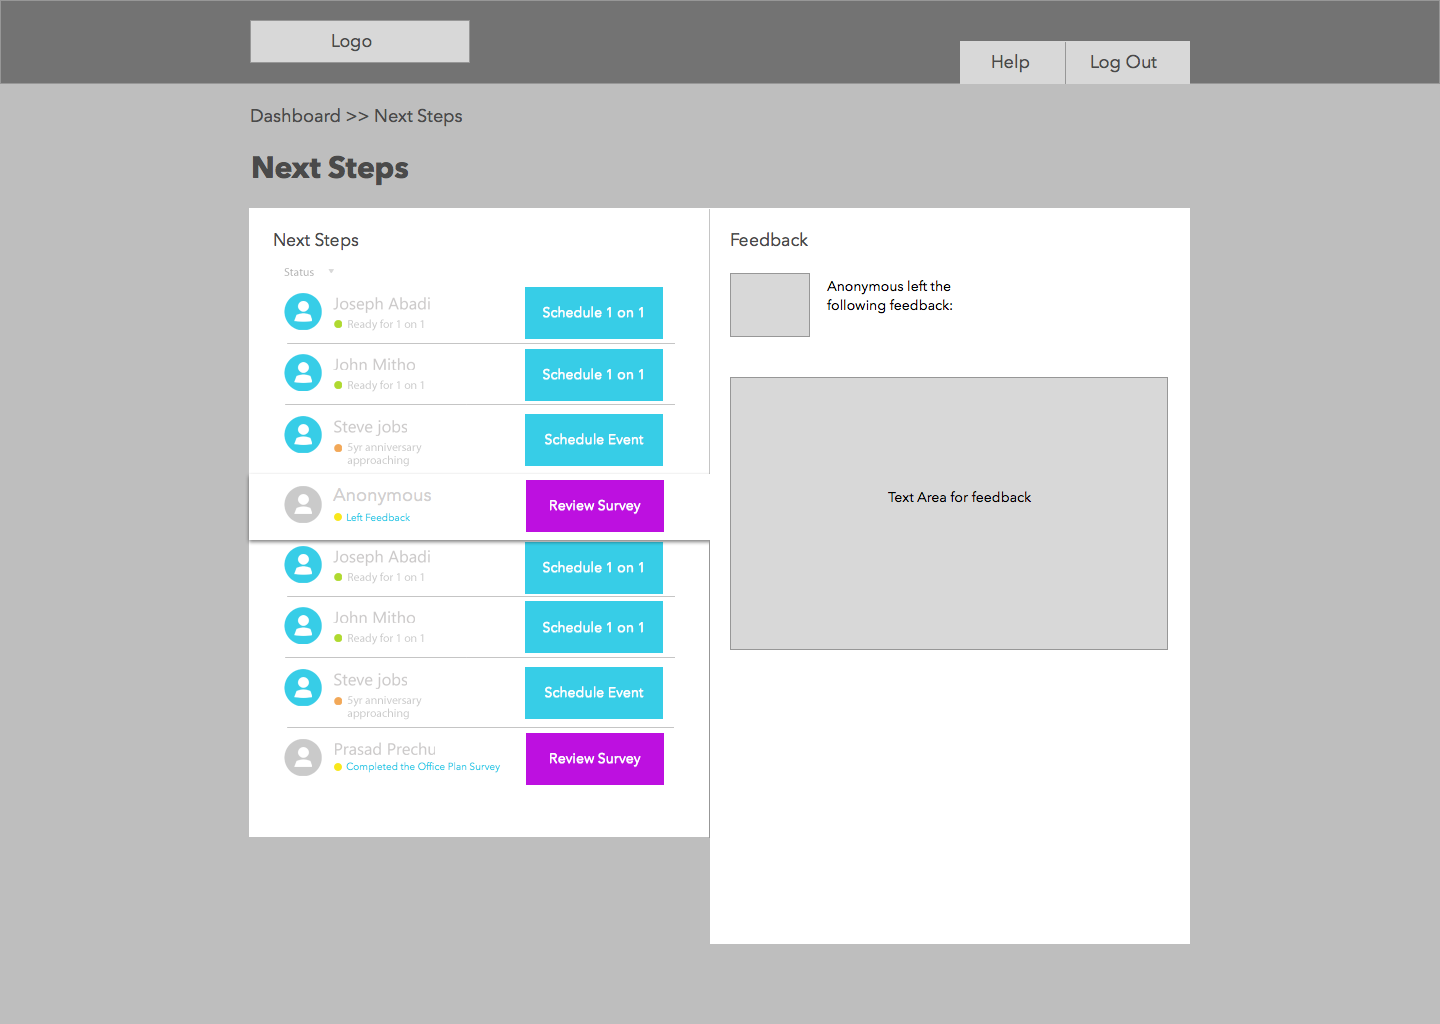 Logo
Help
Log Out
Dashboard >> Next Steps
Next Steps
Next Steps
Status
Joseph Abadi
Ready for 1 on 1
Schedule 1 on 1
John Mitho
Ready for 1 on 1
Schedule 1 on 1
Steve jobs
5yr anniversary
approaching
Schedule Event
Anonymous
Left Feedback
Review Survey
Joseph Abadi
Ready for 1 on 1
Schedule 1 on 1
John Mitho
Ready for 1 on 1
Schedule 1 on 1
Steve jobs
5yr anniversary
approaching
Schedule Event
Prasad Prechu
Completed the Office Plan Survey
Review Survey
Feedback
Anonymous left the
following feedback:
Text Area for feedback